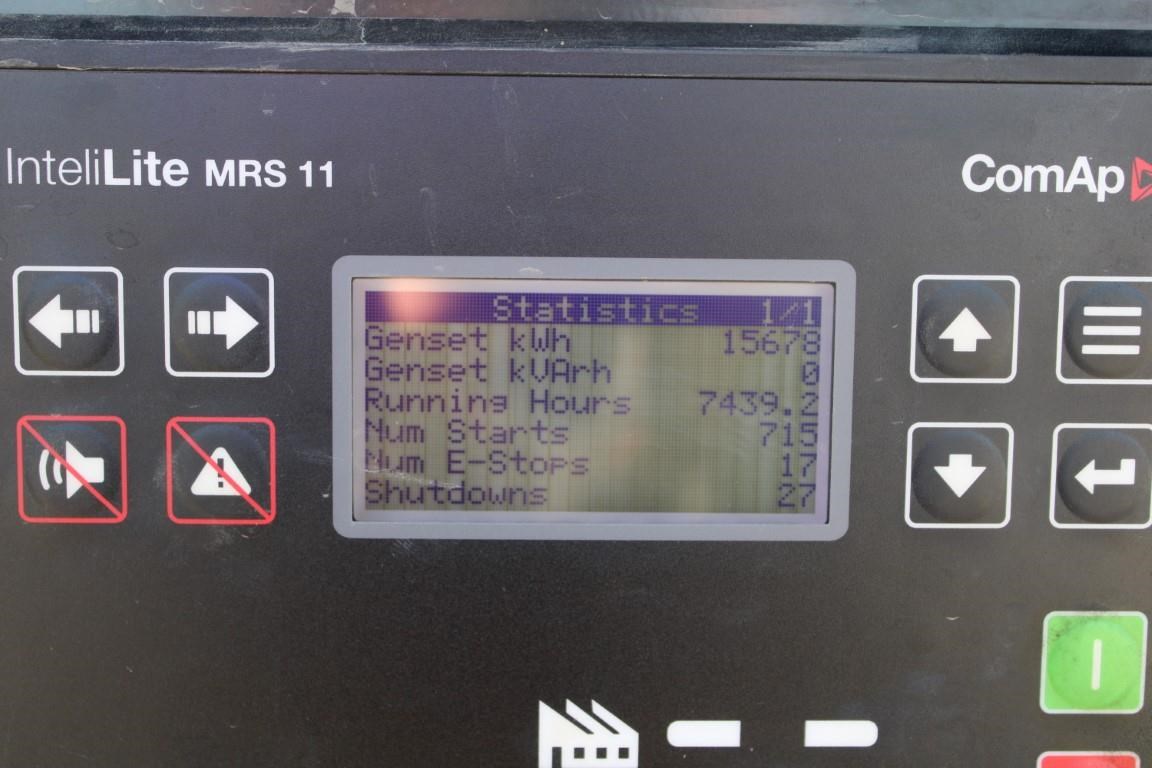 InteliLite MRS 11
ComAp
Statistics 1/1
Genset kWh 15678
Genset kVArh 0
Running Hours 7439.2
Num Starts 715
Num E-Stops 17
Shutdowns 27